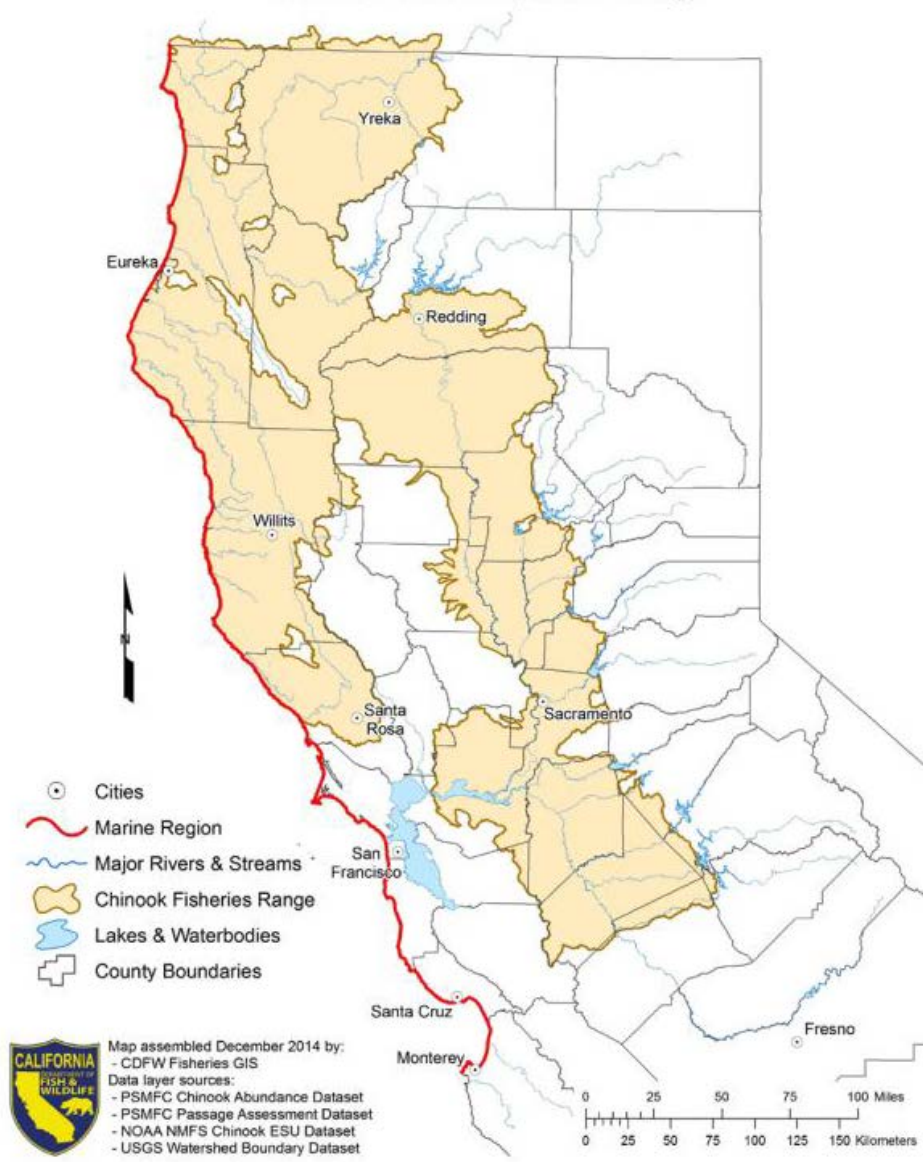 Yreka
Eureka
Redding
Willits
Santa
Rosa
Sacramento
N
Cities
Marine Region
Major Rivers & Streams
Chinook Fisheries Range
Lakes & Waterbodies
County Boundaries
San
Francisco
Santa Cruz
Monterey
Fresno
CALIFORNIA
DEPARTMENT OF
FISH &
WILDLIFE
Map assembled December 2014 by:
- CDFW Fisheries GIS
Data layer sources:
- PSMFC Chinook Abundance Dataset
- PSMFC Passage Assessment Dataset
- NOAA NMFS Chinook ESU Dataset
- USGS Watershed Boundary Dataset
0 25 50 75 100 Miles
0 25 50 75 100 125 150 Kilometers